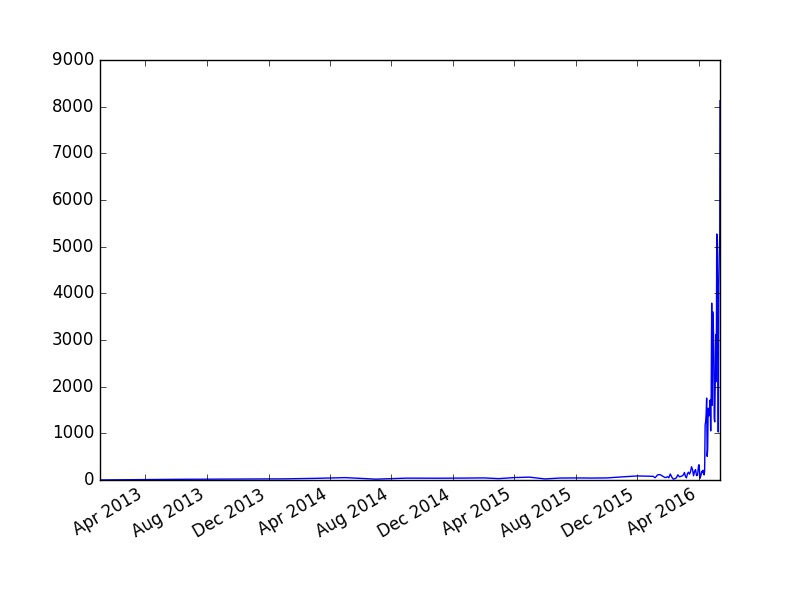 9000
8000
7000
6000
5000
4000
3000
2000
1000
0
Apr 2013
Aug 2013
Dec 2013
Apr 2014
Aug 2014
Dec 2014
Apr 2015
Aug 2015
Dec 2015
Apr 2016